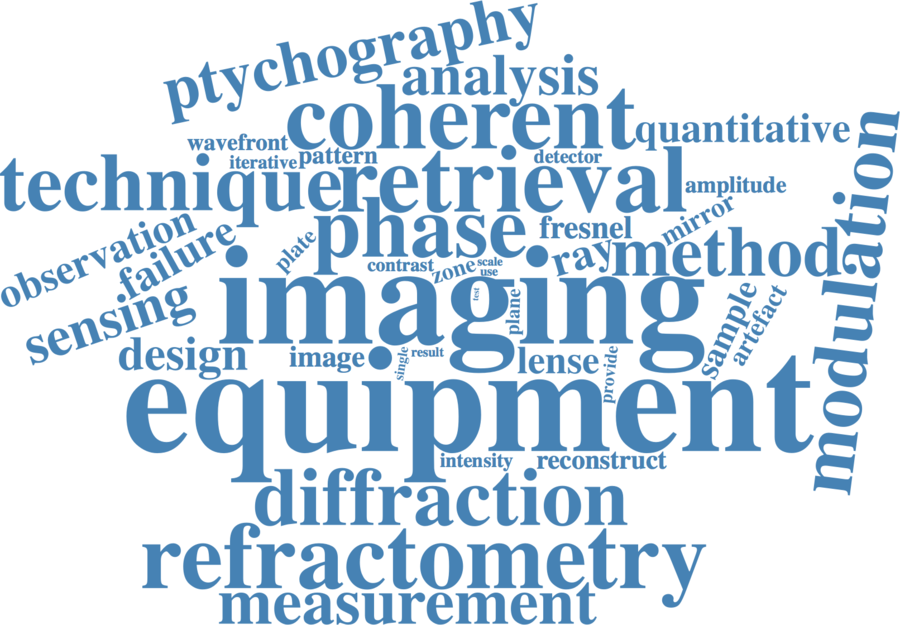 ptychography
analysis
coherent
quantitative
wavefront
iterative
pattern
detector
technique
retrieval
amplitude
modulation
observation
failure
plate
phase
fresnel
mirror
contrast
zone
scale
use
ray
method
sensing
imaging
test
plane
sample
artefact
design
image
single
result
lense
provide
equipment
intensity
reconstruct
diffraction
refractometry
measurement